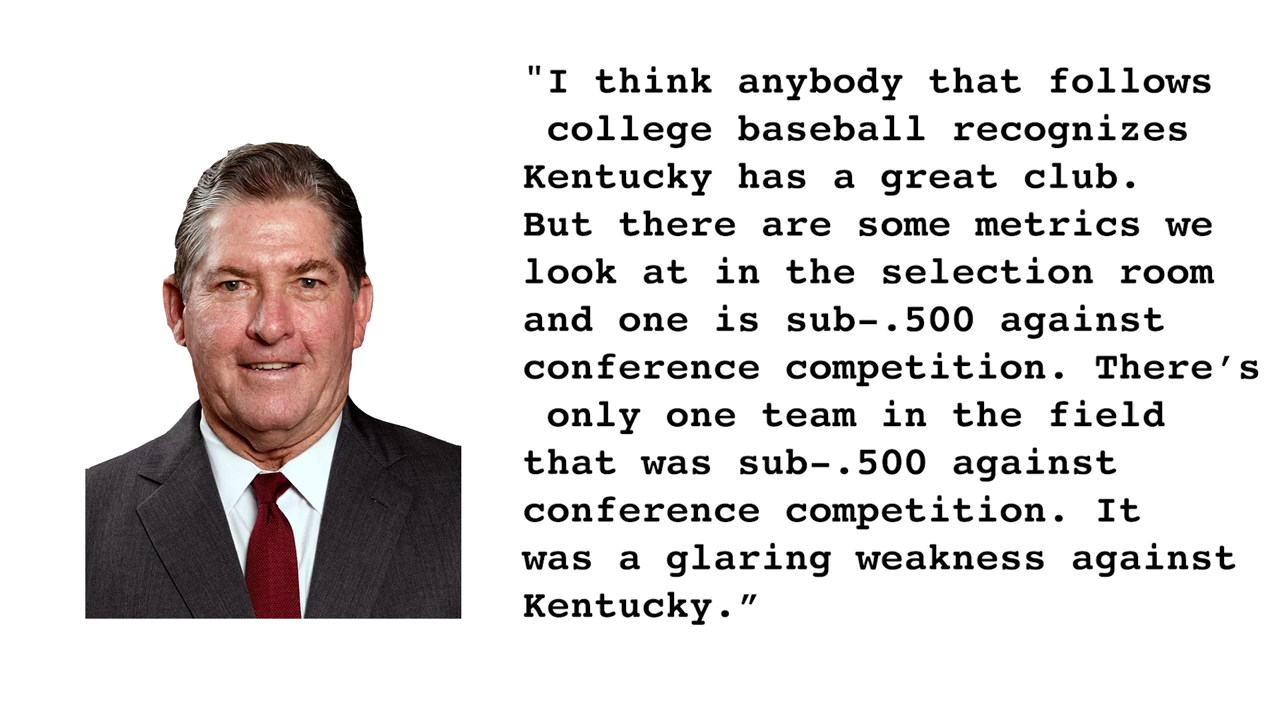 "I think anybody that follows
college baseball recognizes
Kentucky has a great club.
But there are some metrics we
look at in the selection room
and one is sub-.500 against
conference competition. There’s
only one team in the field
that was sub-.500 against
conference competition. It
was a glaring weakness against
Kentucky.”